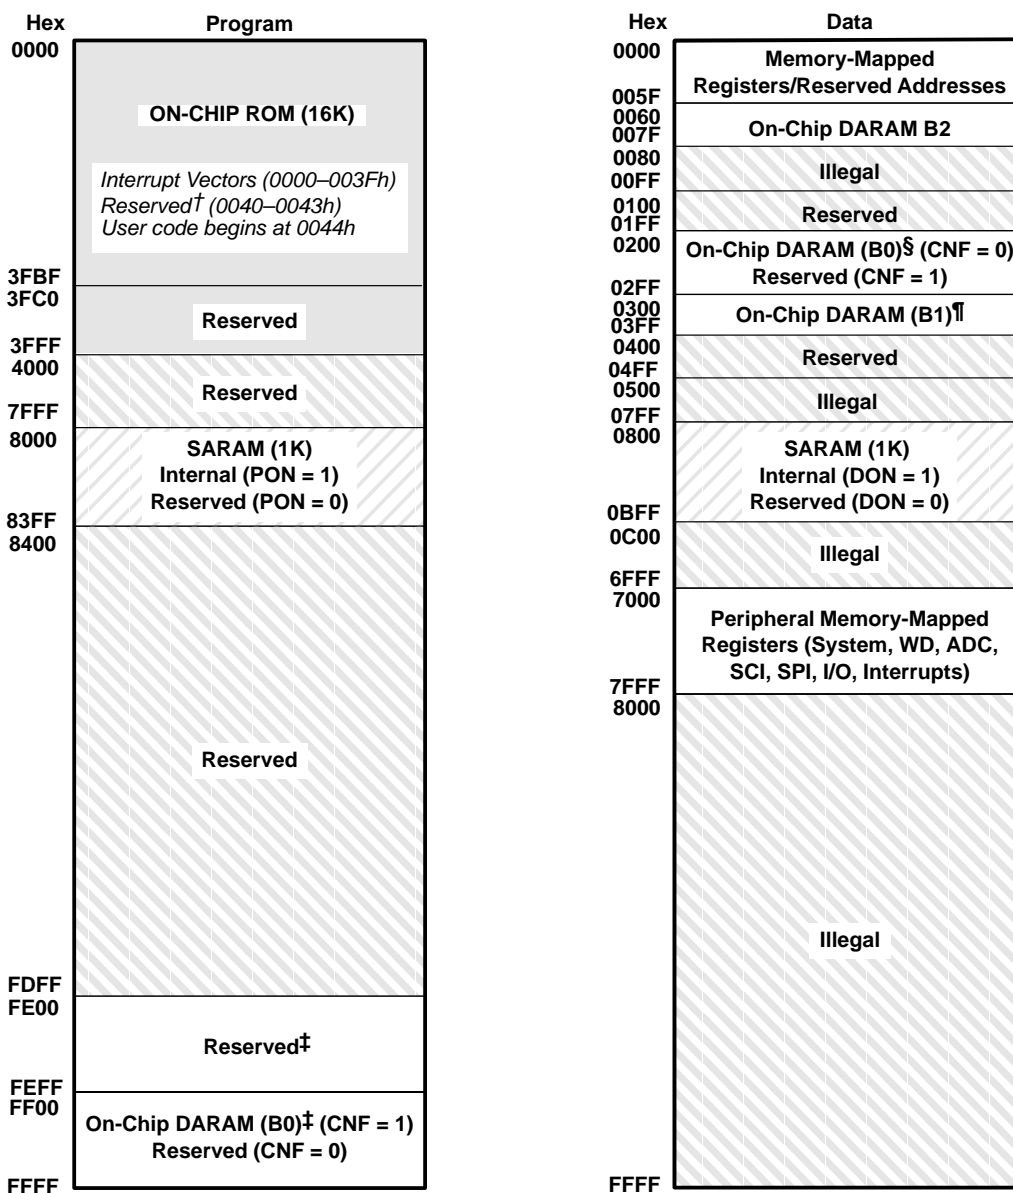 Hex Program
0000
ON-CHIP ROM (16K)
Interrupt Vectors (0000–003Fh)
Reserved† (0040–0043h)
User code begins at 0044h
3FBF
3FC0
Reserved
3FFF
4000
Reserved
7FFF
8000
SARAM (1K)
Internal (PON = 1)
Reserved (PON = 0)
83FF
8400
Reserved
FDFF
FE00
Reserved‡
FEFF
FF00
On-Chip DARAM (B0)‡ (CNF = 1)
Reserved (CNF = 0)
FFFF
Hex Data
0000
Memory-Mapped
Registers/Reserved Addresses
005F
0060
On-Chip DARAM B2
007F
0080
Illegal
00FF
0100
Reserved
01FF
0200
On-Chip DARAM (B0)§ (CNF = 0)
Reserved (CNF = 1)
02FF
0300
On-Chip DARAM (B1)¶
03FF
0400
Reserved
04FF
0500
Illegal
07FF
0800
SARAM (1K)
Internal (DON = 1)
Reserved (DON = 0)
0BFF
0C00
Illegal
6FFF
7000
Peripheral Memory-Mapped
Registers (System, WD, ADC,
SCI, SPI, I/O, Interrupts)
7FFF
8000
Illegal
FFFF